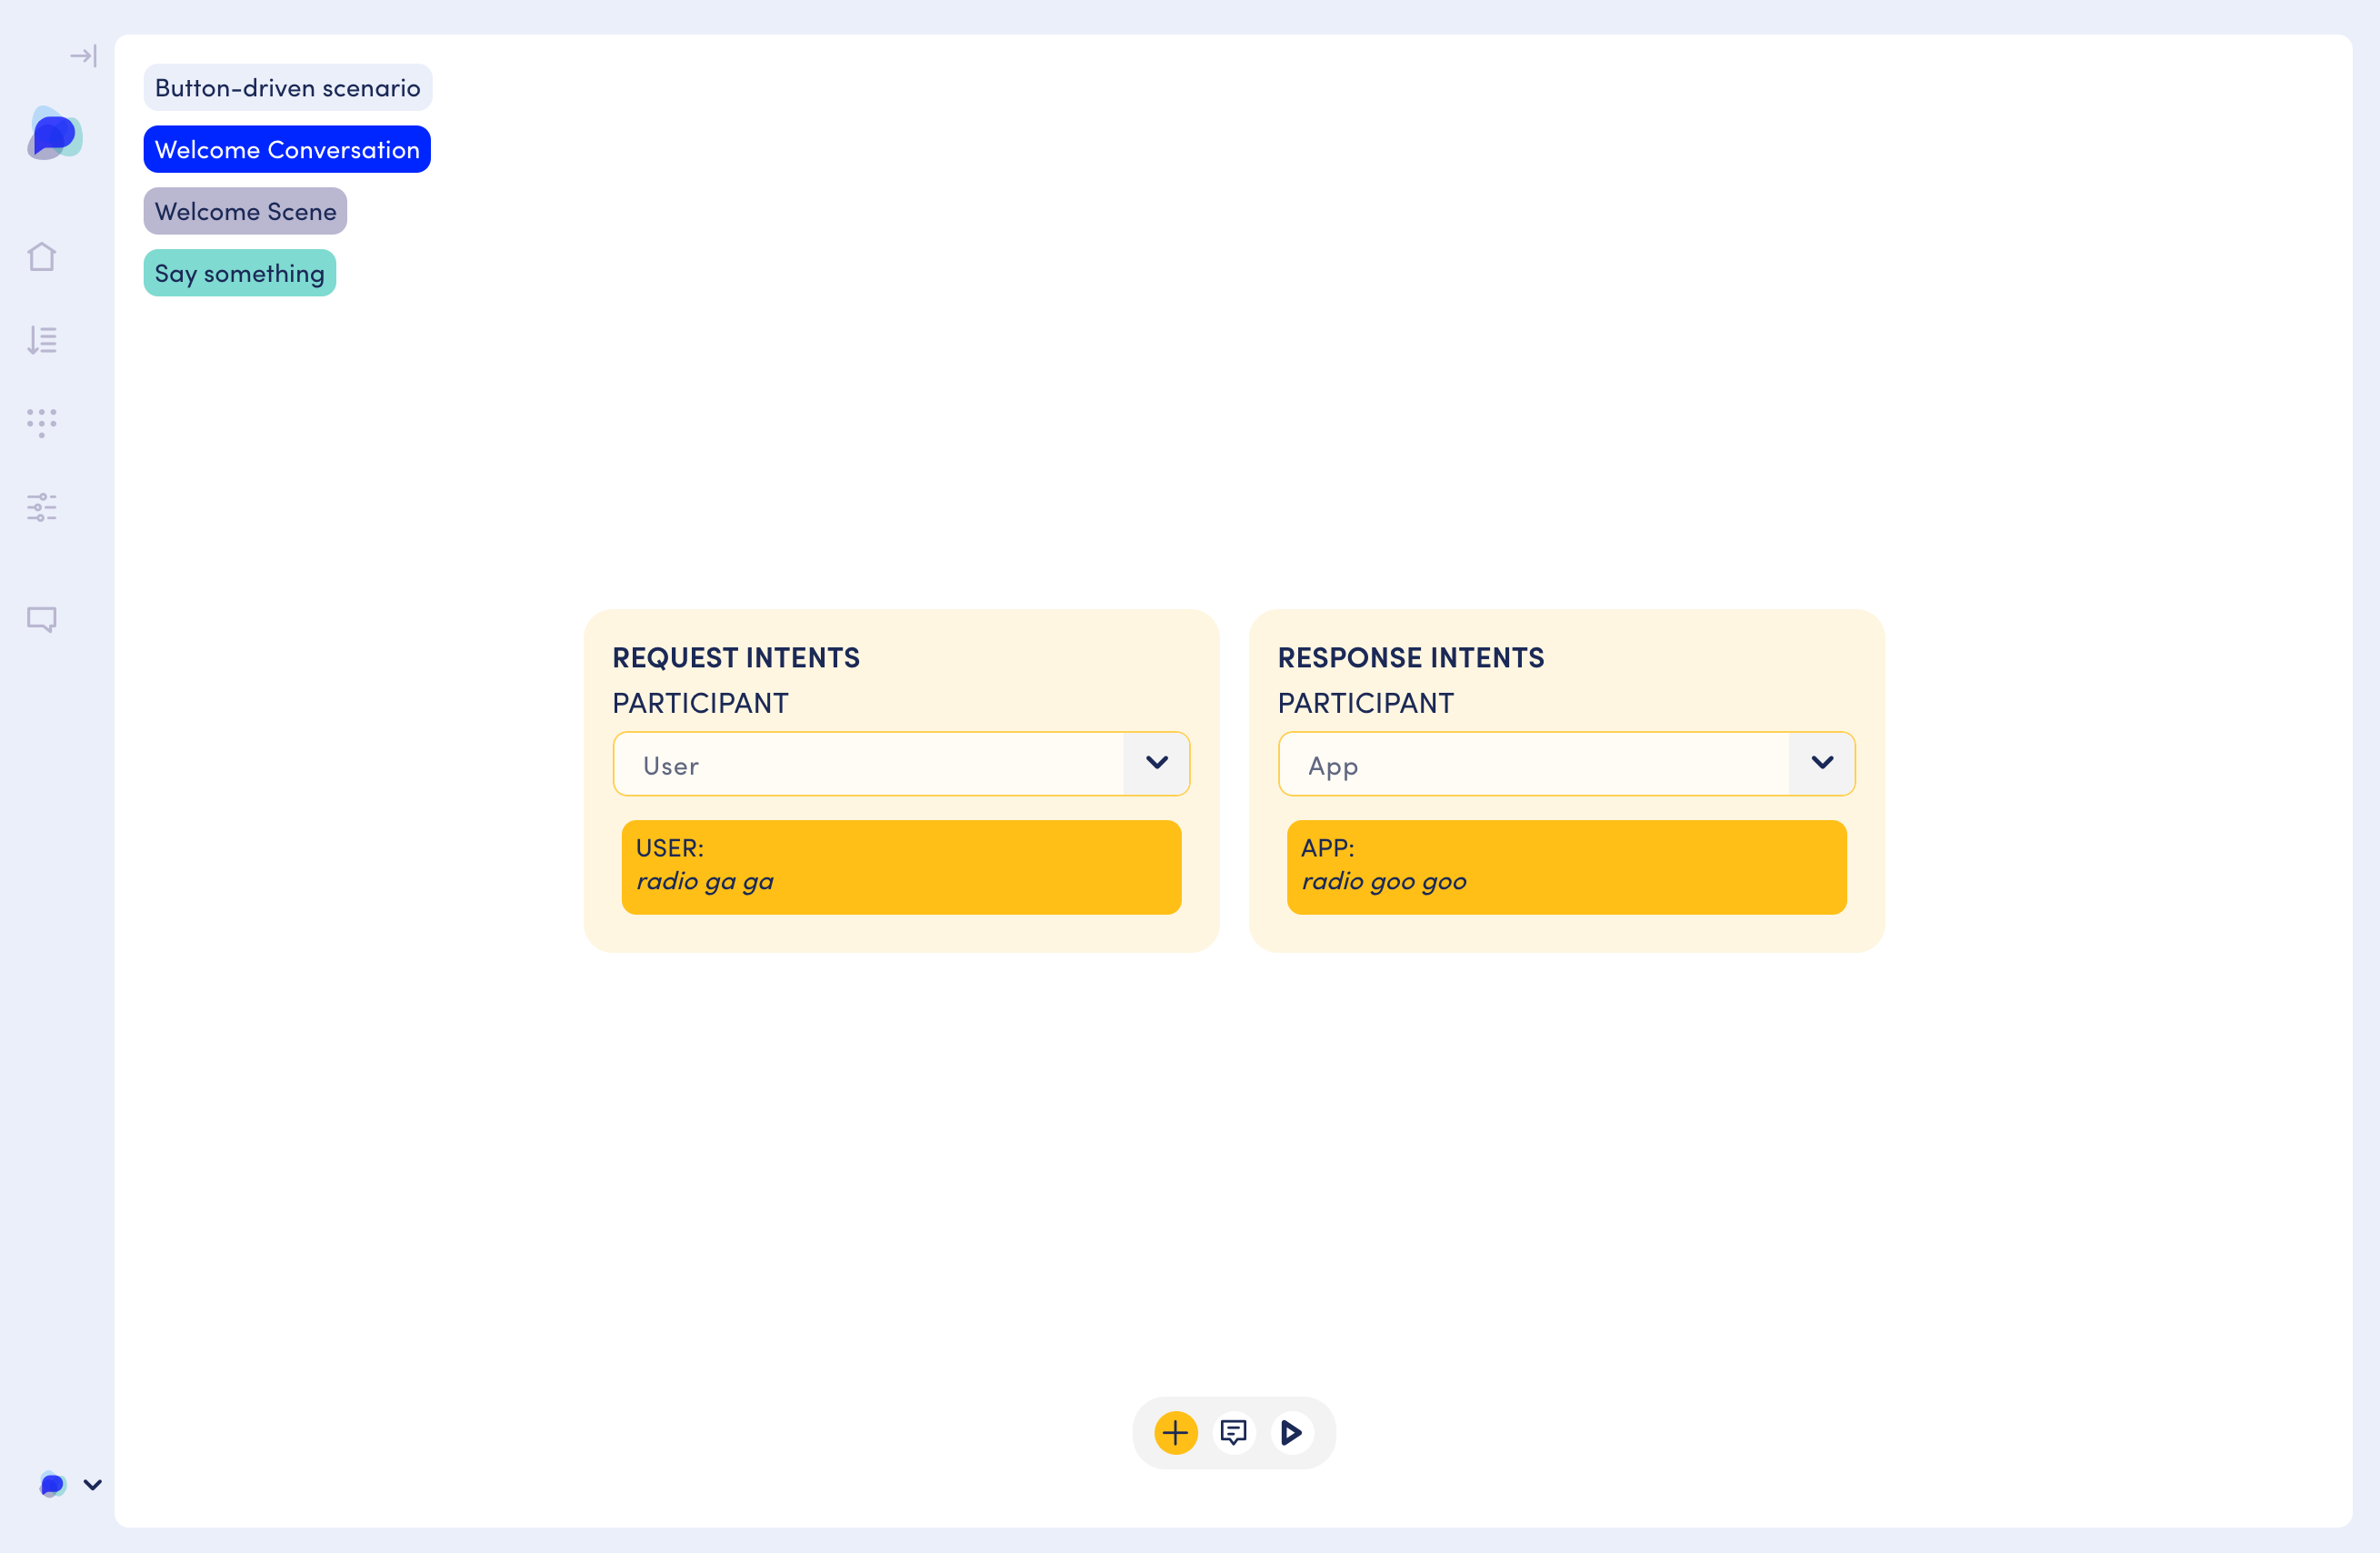 Button-driven scenario
Welcome Conversation
Welcome Scene
Say something
REQUEST INTENTS
PARTICIPANT
User
USER:
radio ga ga
RESPONSE INTENTS
PARTICIPANT
App
APP:
radio goo goo